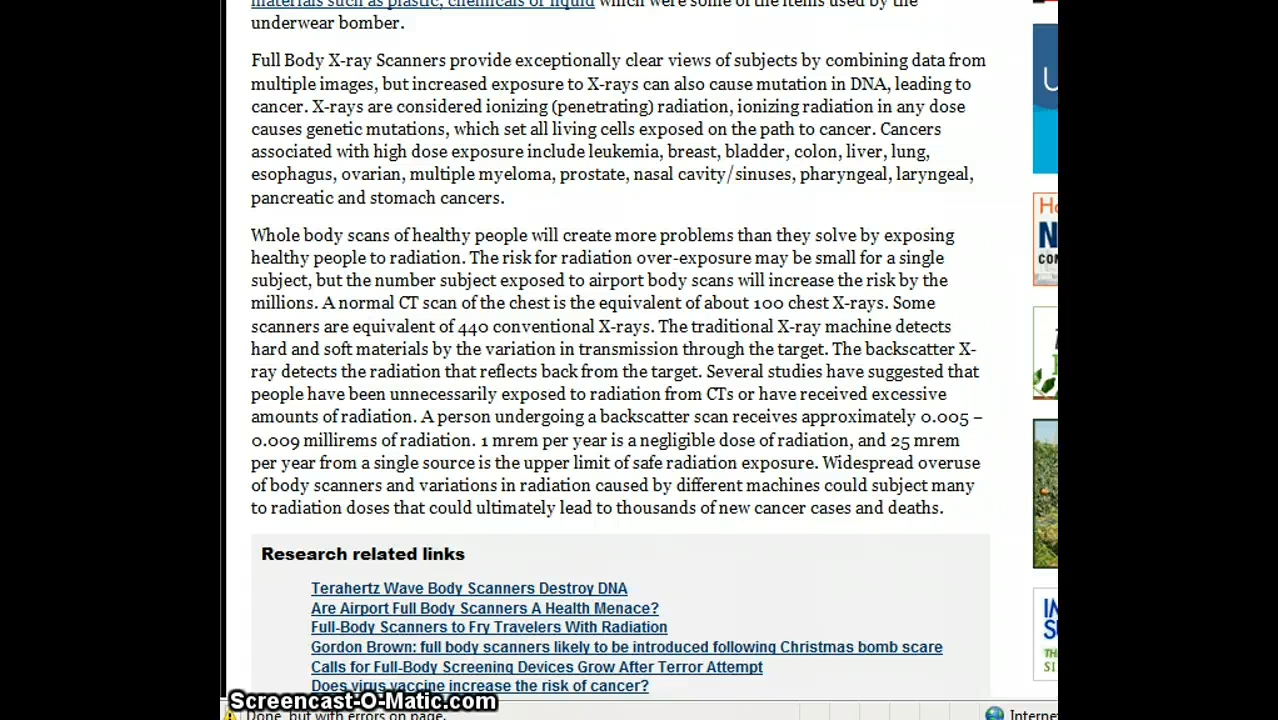 materials such as plastic, chemicals or liquid which were some of the items used by the
underwear bomber.
Full Body X-ray Scanners provide exceptionally clear views of subjects by combining data from
multiple images, but increased exposure to X-rays can also cause mutation in DNA, leading to
cancer. X-rays are considered ionizing (penetrating) radiation, ionizing radiation in any dose
causes genetic mutations, which set all living cells exposed on the path to cancer. Cancers
associated with high dose exposure include leukemia, breast, bladder, colon, liver, lung,
esophagus, ovarian, multiple myeloma, prostate, nasal cavity/sinuses, pharyngeal, laryngeal,
pancreatic and stomach cancers.
Whole body scans of healthy people will create more problems than they solve by exposing
healthy people to radiation. The risk for radiation over-exposure may be small for a single
subject, but the number subject exposed to airport body scans will increase the risk by the
millions. A normal CT scan of the chest is the equivalent of about 100 chest X-rays. Some
scanners are equivalent of 440 conventional X-rays. The traditional X-ray machine detects
hard and soft materials by the variation in transmission through the target. The backscatter X-
ray detects the radiation that reflects back from the target. Several studies have suggested that
people have been unnecessarily exposed to radiation from CTs or have received excessive
amounts of radiation. A person undergoing a backscatter scan receives approximately 0.005 –
0.009 millirems of radiation. 1 mrem per year is a negligible dose of radiation, and 25 mrem
per year from a single source is the upper limit of safe radiation exposure. Widespread overuse
of body scanners and variations in radiation caused by different machines could subject many
to radiation doses that could ultimately lead to thousands of new cancer cases and deaths.
Research related links
Terahertz Wave Body Scanners Destroy DNA
Are Airport Full Body Scanners A Health Menace?
Full-Body Scanners to Fry Travelers With Radiation
Gordon Brown: full body scanners likely to be introduced following Christmas bomb scare
Calls for Full-Body Screening Devices Grow After Terror Attempt
Does virus vaccine increase the risk of cancer?
Screencast-O-Matic.com
Done, but with errors on page.
Interne